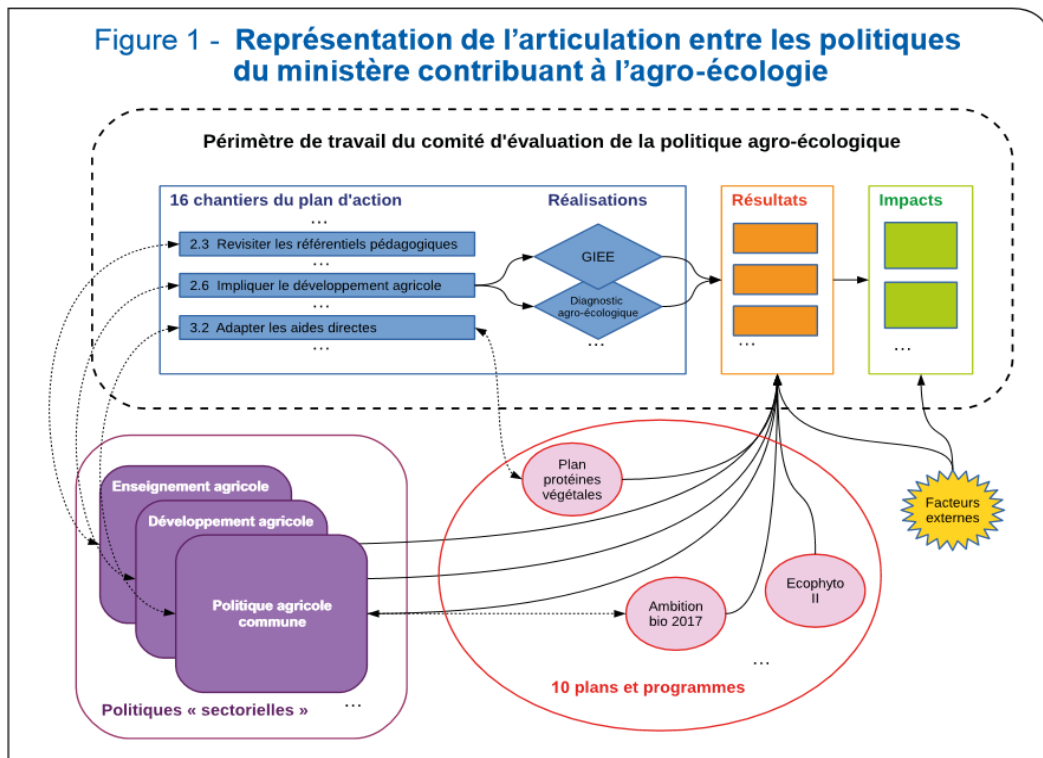 Figure 1 - Représentation de l’articulation entre les politiques
du ministère contribuant à l’agro-écologie
Périmètre de travail du comité d'évaluation de la politique agro-écologique
16 chantiers du plan d'action
...
2.3 Revisiter les référentiels pédagogiques
...
2.6 Impliquer le développement agricole
...
3.2 Adapter les aides directes
...
Réalisations
GIEE
Diagnostic
agro-écologique
...
Résultats
...
Impacts
...
Enseignement agricole
Développement agricole
Politique agricole
commune
Politiques « sectorielles »
...
Plan
protéines
végétales
Ambition
bio 2017
Ecophyto
II
...
10 plans et programmes
Facteurs
externes